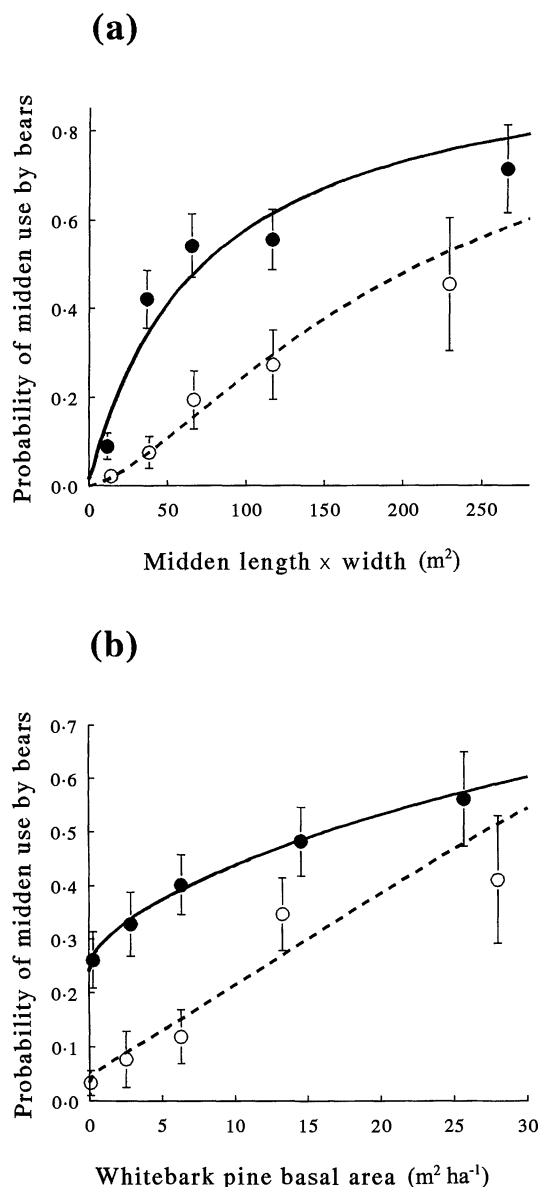 (a)
Probability of midden use by bears
0·8
0·6
0·4
0·2
0·0
0 50 100 150 200 250
Midden length × width (m²)
(b)
Probability of midden use by bears
0·7
0·6
0·5
0·4
0·3
0·2
0·1
0·0
0 5 10 15 20 25 30
Whitebark pine basal area (m² ha⁻¹)